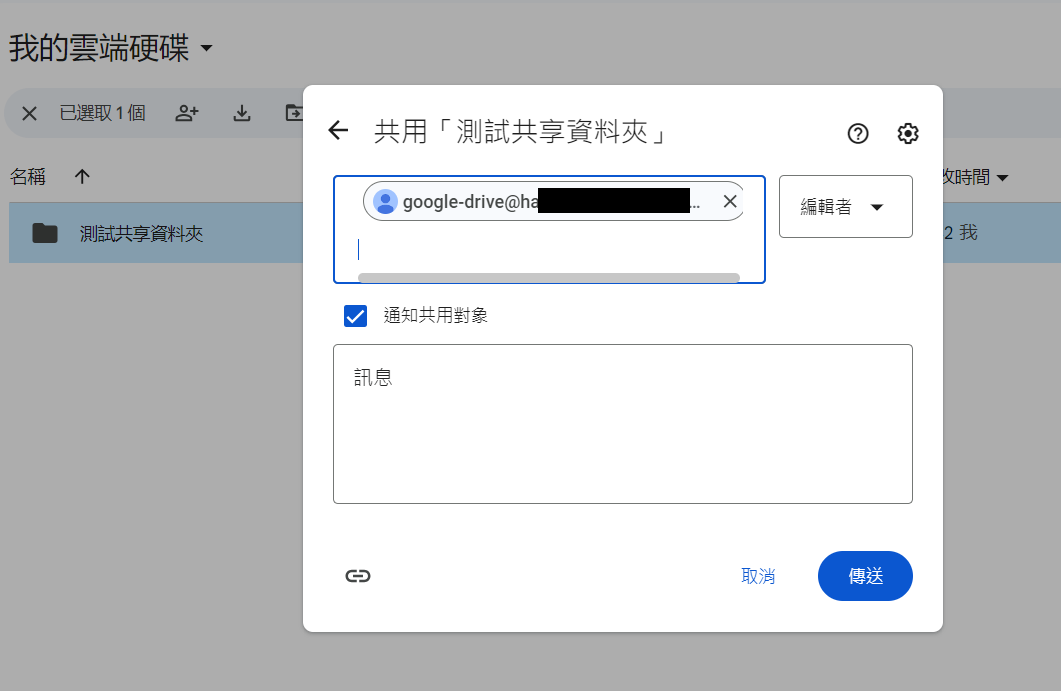 我的雲端硬碟
已選取 1 個
共用「測試共享資料夾」
名稱
改時間
google-drive@ha...
編輯者
測試共享資料夾
2 我
通知共用對象
訊息
取消
傳送